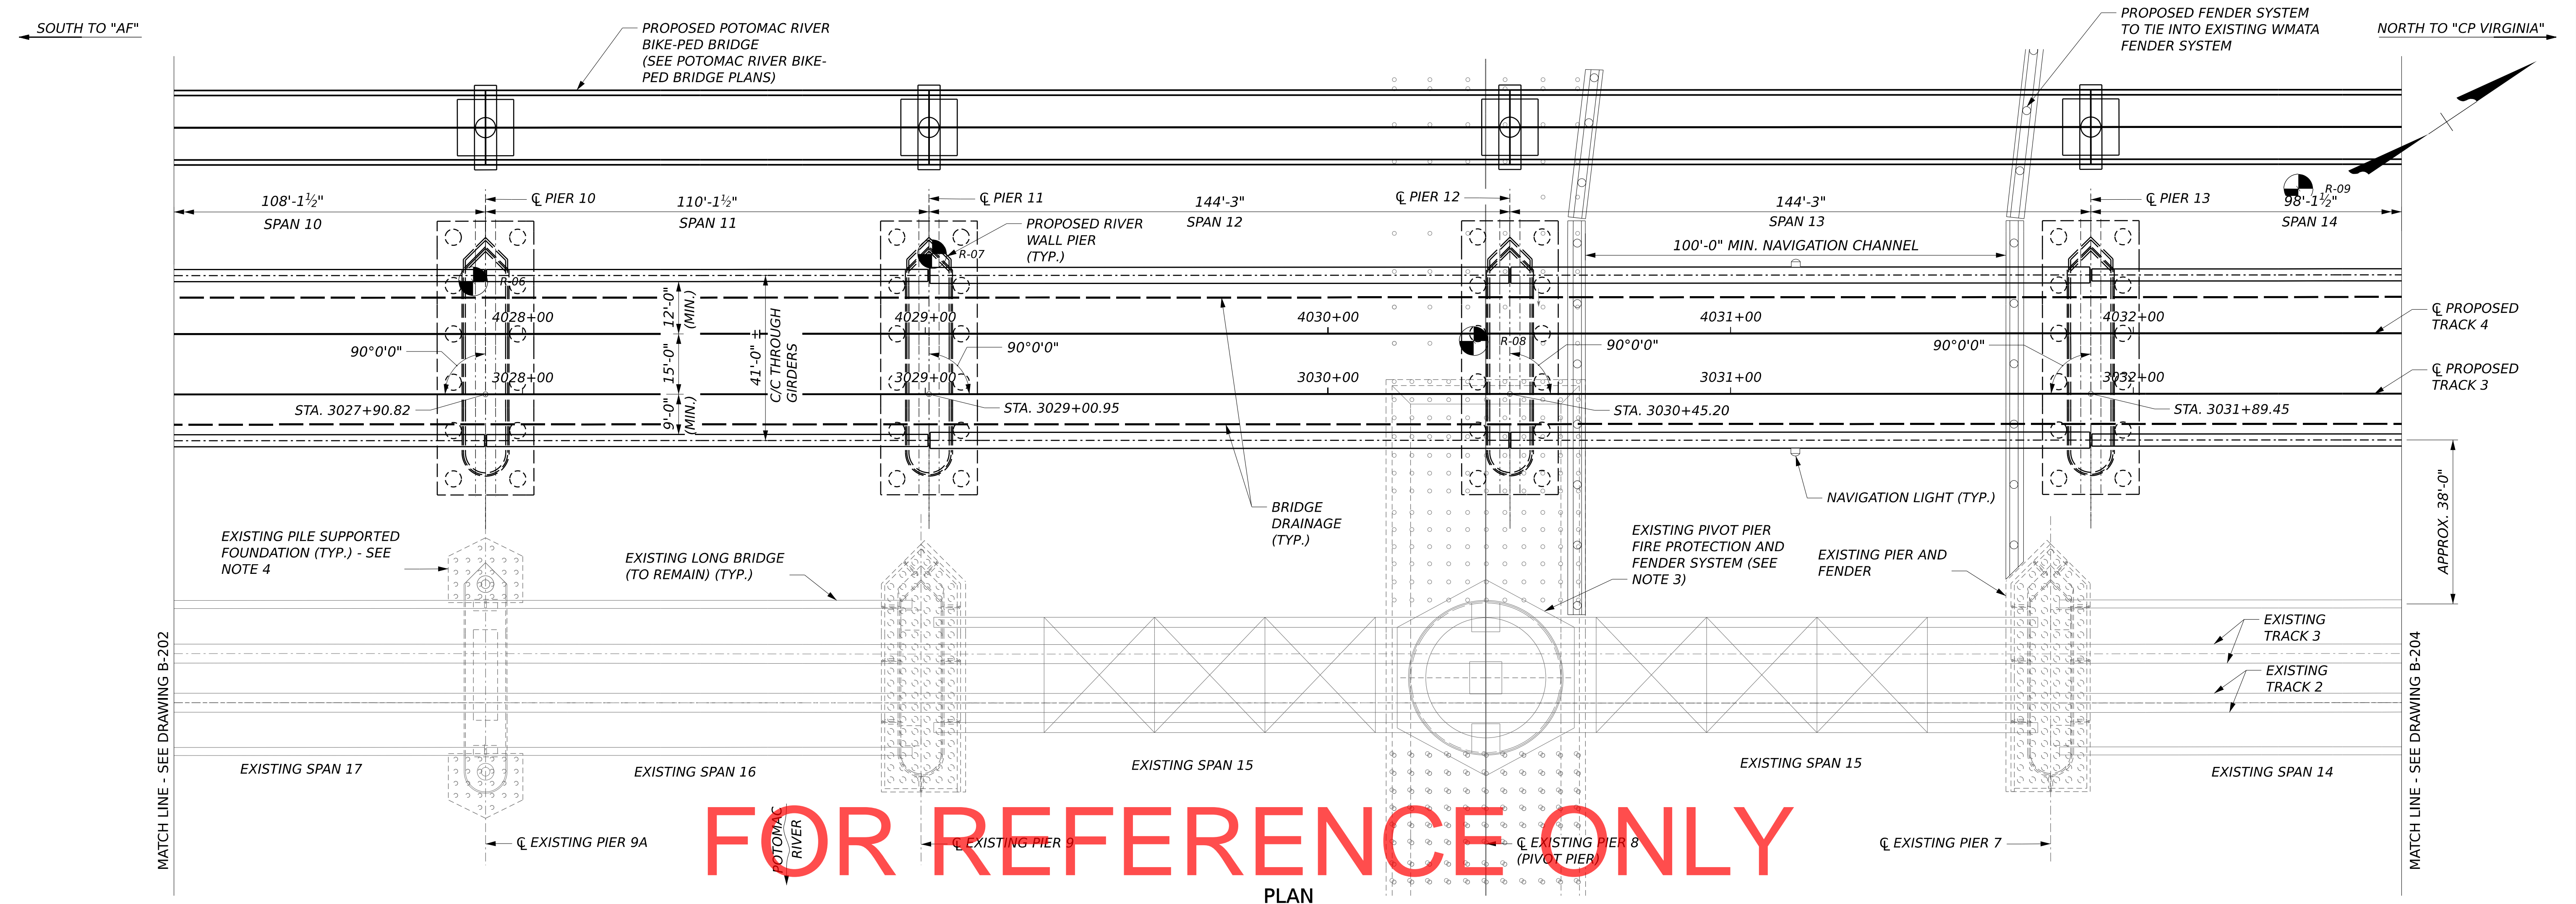 SOUTH TO "AF"
PROPOSED POTOMAC RIVER
BIKE-PED BRIDGE
(SEE POTOMAC RIVER BIKE-
PED BRIDGE PLANS)
PROPOSED FENDER SYSTEM
TO TIE INTO EXISTING WMATA
FENDER SYSTEM
NORTH TO "CP VIRGINIA"
108'-1½"
SPAN 10
℄ PIER 10
110'-1½"
SPAN 11
℄ PIER 11
144'-3"
SPAN 12
℄ PIER 12
144'-3"
SPAN 13
℄ PIER 13
R-09
98'-1½"
SPAN 14
PROPOSED RIVER
WALL PIER
(TYP.)
100'-0" MIN. NAVIGATION CHANNEL
R-06
R-07
R-08
12'-0"
(MIN.)
15'-0"
9'-0"
(MIN.)
41'-0" ±
C/C THROUGH
GIRDERS
4028+00
4029+00
4030+00
4031+00
4032+00
℄ PROPOSED
TRACK 4
90°0'0"
90°0'0"
90°0'0"
90°0'0"
3028+00
3029+00
3030+00
3031+00
3032+00
℄ PROPOSED
TRACK 3
STA. 3027+90.82
STA. 3029+00.95
STA. 3030+45.20
STA. 3031+89.45
BRIDGE
DRAINAGE
(TYP.)
NAVIGATION LIGHT (TYP.)
APPROX. 38'-0"
EXISTING PILE SUPPORTED
FOUNDATION (TYP.) - SEE
NOTE 4
EXISTING LONG BRIDGE
(TO REMAIN) (TYP.)
EXISTING PIVOT PIER
FIRE PROTECTION AND
FENDER SYSTEM (SEE
NOTE 3)
EXISTING PIER AND
FENDER
EXISTING
TRACK 3
EXISTING
TRACK 2
MATCH LINE - SEE DRAWING B-202
MATCH LINE - SEE DRAWING B-204
EXISTING SPAN 17
EXISTING SPAN 16
EXISTING SPAN 15
EXISTING SPAN 15
EXISTING SPAN 14
℄ EXISTING PIER 9A
POTOMAC
RIVER
℄ EXISTING PIER 9
℄ EXISTING PIER 8
(PIVOT PIER)
℄ EXISTING PIER 7
FOR REFERENCE ONLY
PLAN